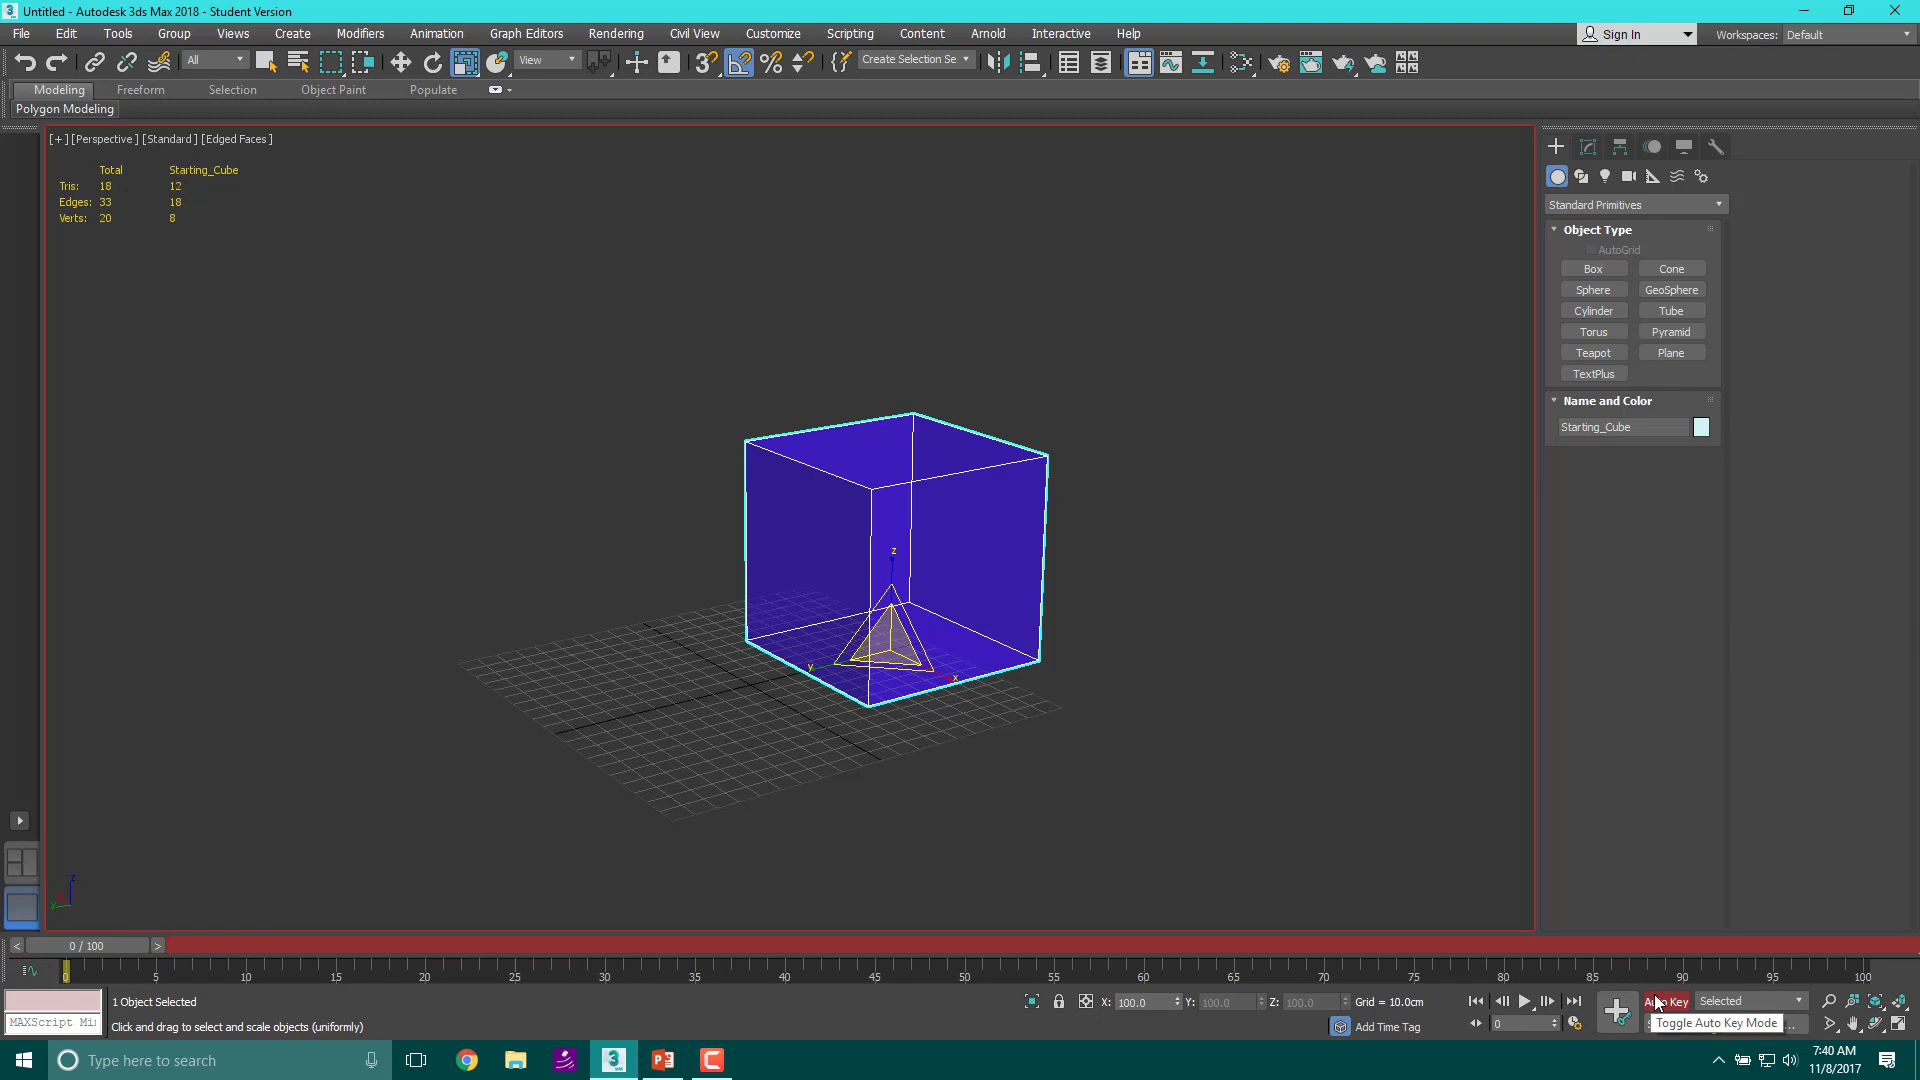 Untitled - Autodesk 3ds Max 2018 - Student Version
File Edit Tools Group Views Create Modifiers Animation Graph Editors Rendering Civil View Customize Scripting Content Arnold Interactive Help
Sign In Workspaces: Default
All View Create Selection Se
Modeling Freeform Selection Object Paint Populate
Polygon Modeling
[+] [Perspective] [Standard] [Edged Faces]
Total Starting_Cube
Tris: 18 12
Edges: 33 18
Verts: 20 8
Standard Primitives
Object Type
AutoGrid
Box Cone
Sphere GeoSphere
Cylinder Tube
Torus Pyramid
Teapot Plane
TextPlus
Name and Color
Starting_Cube
z
y
x
z
y
< 0 / 100 >
0 5 10 15 20 25 30 35 40 45 50 55 60 65 70 75 80 85 90 95 100
1 Object Selected X: 100.0 Y: 100.0 Z: 100.0 Grid = 10.0cm Auto Key Selected
MAXScript Mi
Click and drag to select and scale objects (uniformly) Add Time Tag 0
Toggle Auto Key Mode
Type here to search
7:40 AM
11/8/2017